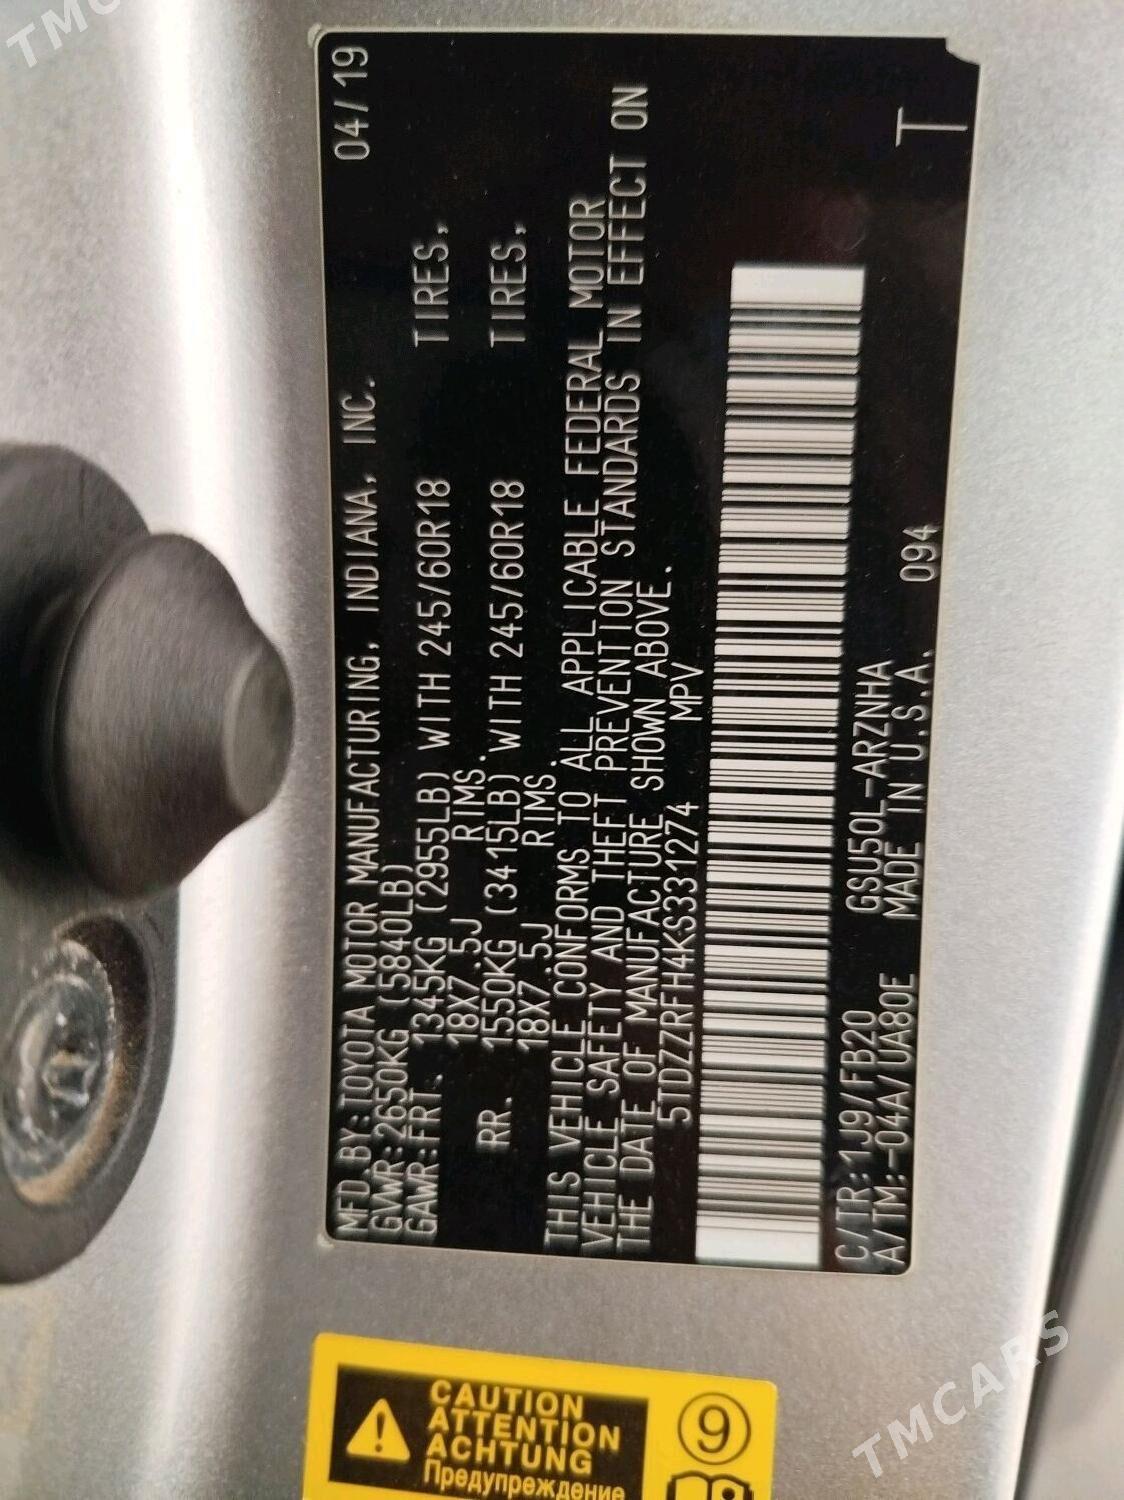 MFD.BY:TOYOTA MOTOR MANUFACTURING, INDIANA, INC. 04/19
GVWR:2650KG (5840LB)
GAWR:FRT. 1345KG (2955LB) WITH 245/60R18 TIRES,
18X7.5J RIMS.
RR. 1550KG (3415LB) WITH 245/60R18 TIRES,
18X7.5J RIMS.
THIS VEHICLE CONFORMS TO ALL APPLICABLE FEDERAL MOTOR
VEHICLE SAFETY AND THEFT PREVENTION STANDARDS IN EFFECT ON
THE DATE OF MANUFACTURE SHOWN ABOVE.
5TDZZRFH4KS331274 MPV
C/TR:1J9/FB20 GSU50L-ARZNHA
A/TM:-04A/UA80E MADE IN U.S.A. 094 T
CAUTION
ATTENTION
ACHTUNG
Предупреждение
9
TMCARS
TMC